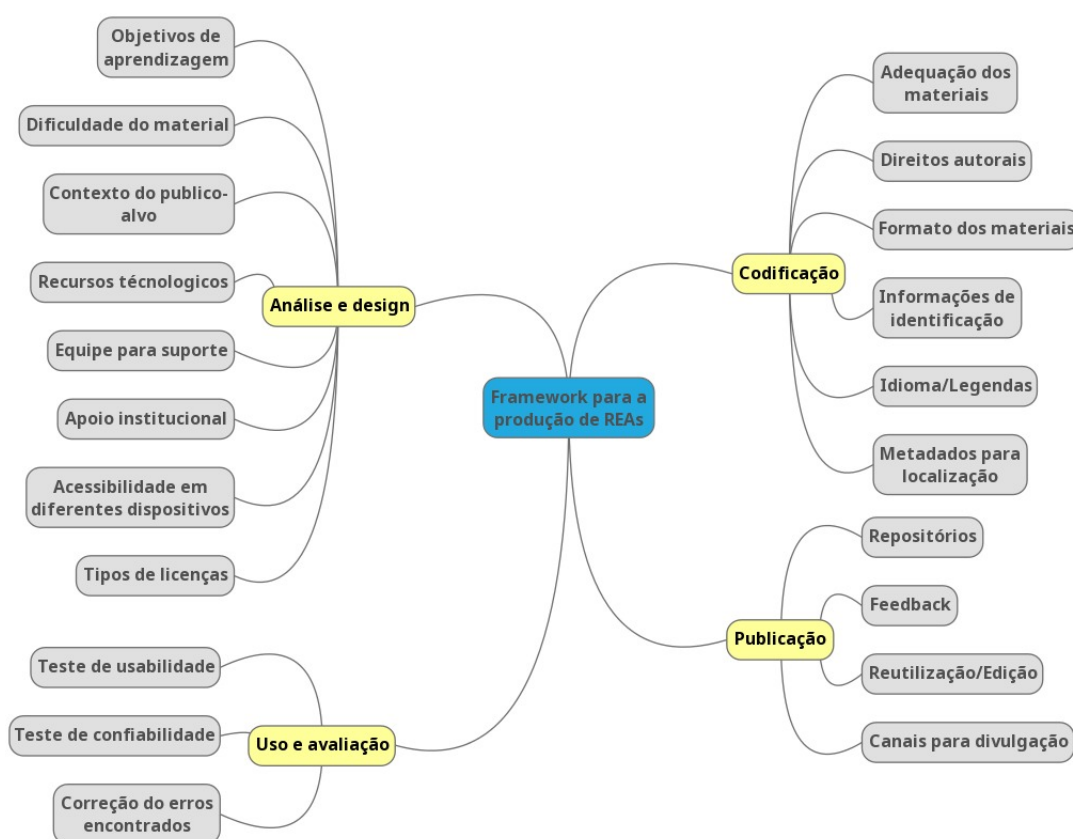 Objetivos de
aprendizagem
Dificuldade do material
Contexto do publico-
alvo
Recursos técnologicos
Equipe para suporte
Apoio institucional
Acessibilidade em
diferentes dispositivos
Tipos de licenças
Análise e design
Teste de usabilidade
Teste de confiabilidade
Correção do erros
encontrados
Uso e avaliação
Framework para a
produção de REAs
Codificação
Adequação dos
materiais
Direitos autorais
Formato dos materiais
Informações de
identificação
Idioma/Legendas
Metadados para
localização
Publicação
Repositórios
Feedback
Reutilização/Edição
Canais para divulgação